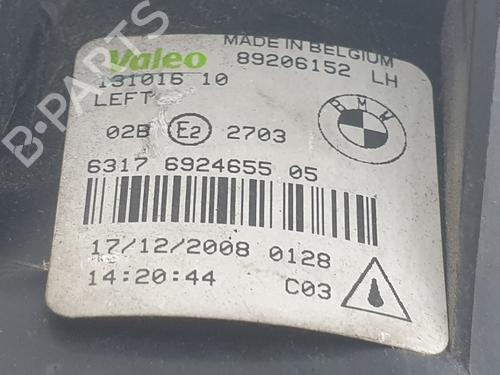 Valeo MADE IN BELGIUM
131016 10 89206152 LH
LEFT
BMW
02B E2 2703
6317 6924655 05
17/12/2008 0128
14:20:44 C03
B-PARTS